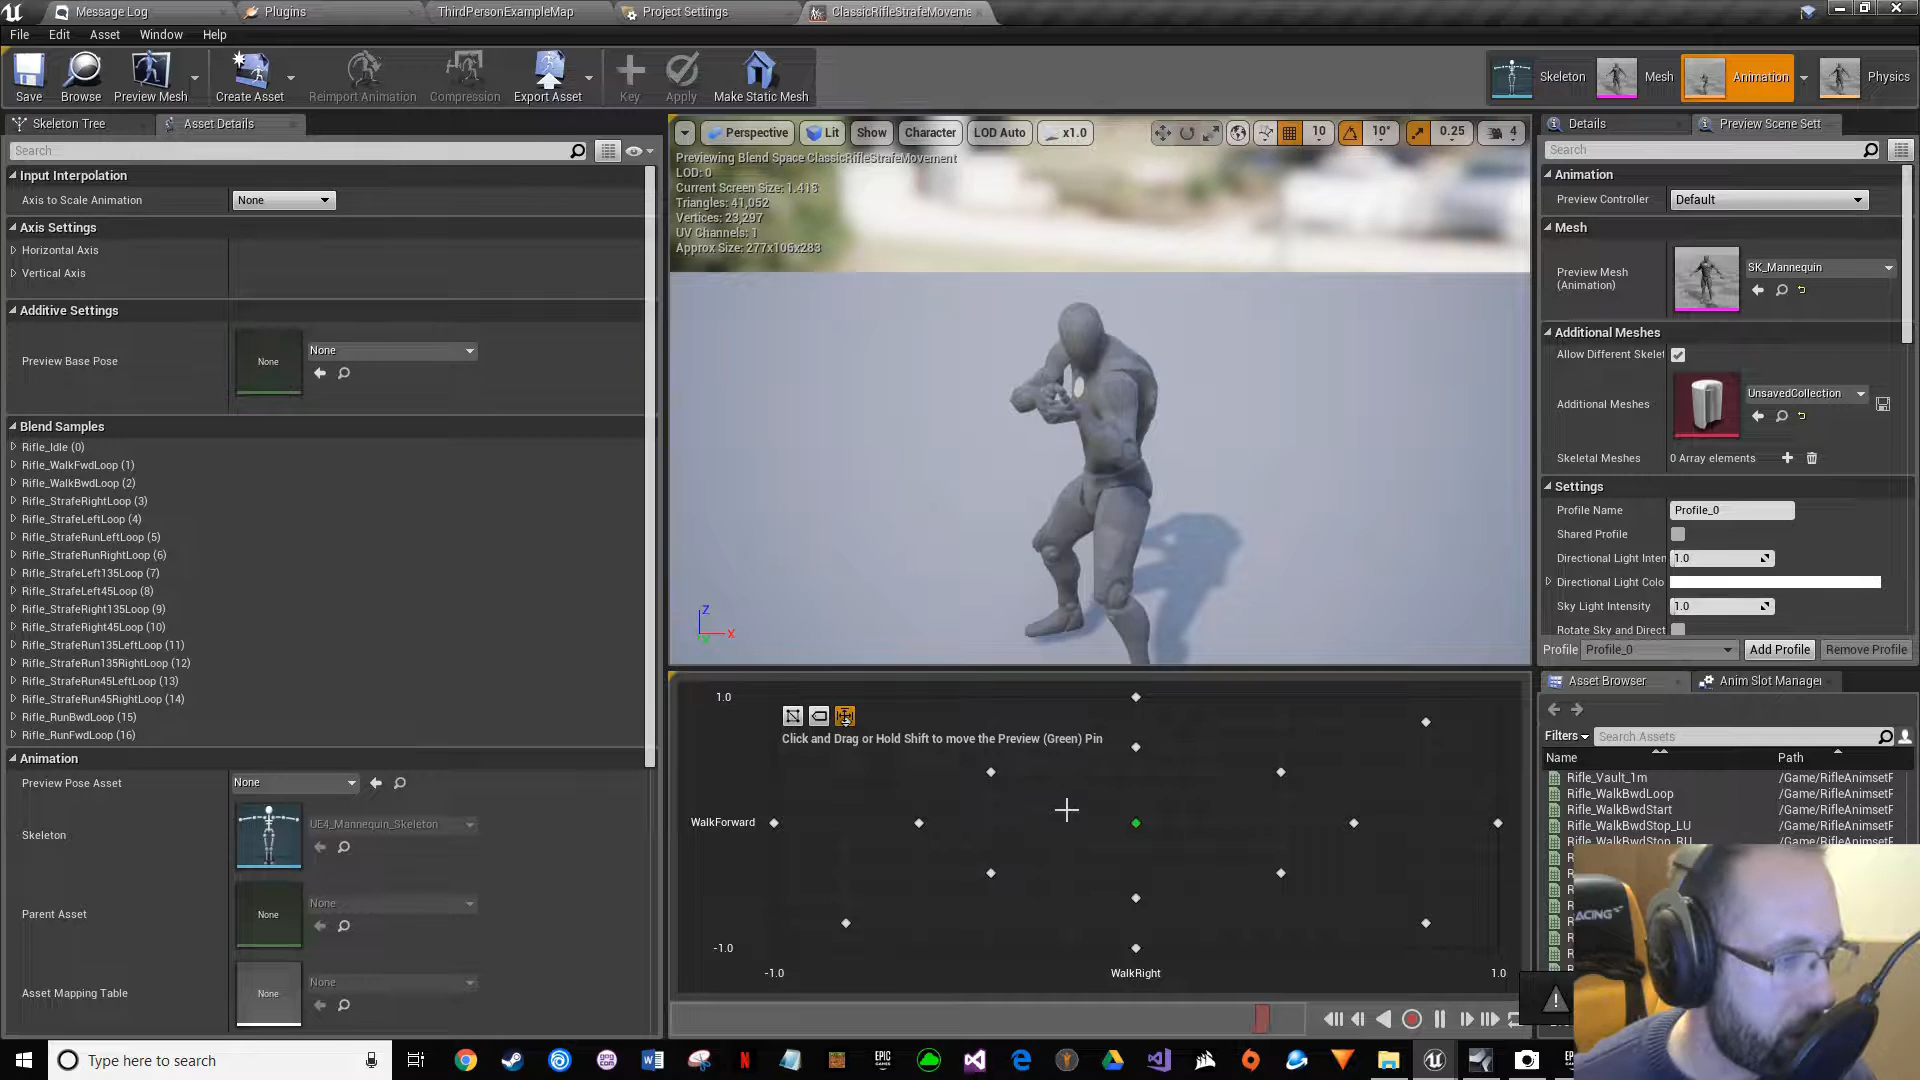 Message Log
Plugins
ThirdPersonExampleMap
Project Settings
ClassicRifleStrafeMoveme
File Edit Asset Window Help
Save Browse Preview Mesh Create Asset Reimport Animation Compression Export Asset Key Apply Make Static Mesh
Skeleton Mesh Animation Physics
Skeleton Tree
Asset Details
Search
Input Interpolation
Axis to Scale Animation None
Axis Settings
Horizontal Axis
Vertical Axis
Additive Settings
Preview Base Pose None None
Blend Samples
Rifle_Idle (0)
Rifle_WalkFwdLoop (1)
Rifle_WalkBwdLoop (2)
Rifle_StrafeRightLoop (3)
Rifle_StrafeLeftLoop (4)
Rifle_StrafeRunLeftLoop (5)
Rifle_StrafeRunRightLoop (6)
Rifle_StrafeLeft135Loop (7)
Rifle_StrafeLeft45Loop (8)
Rifle_StrafeRight135Loop (9)
Rifle_StrafeRight45Loop (10)
Rifle_StrafeRun135LeftLoop (11)
Rifle_StrafeRun135RightLoop (12)
Rifle_StrafeRun45LeftLoop (13)
Rifle_StrafeRun45RightLoop (14)
Rifle_RunBwdLoop (15)
Rifle_RunFwdLoop (16)
Animation
Preview Pose Asset None
Skeleton UE4_Mannequin_Skeleton
Parent Asset None None
Asset Mapping Table None None
Perspective Lit Show Character LOD Auto x1.0 10 10° 0.25 4
Previewing Blend Space ClassicRifleStrafeMovement
LOD: 0
Current Screen Size: 1.418
Triangles: 41,052
Vertices: 23,297
UV Channels: 1
Approx Size: 277x106x283
Z
X
1.0
Click and Drag or Hold Shift to move the Preview (Green) Pin
WalkForward
-1.0
-1.0 WalkRight 1.0
Details
Preview Scene Sett
Search
Animation
Preview Controller Default
Mesh
Preview Mesh (Animation) SK_Mannequin
Additional Meshes
Allow Different Skelet
Additional Meshes UnsavedCollection
Skeletal Meshes 0 Array elements
Settings
Profile Name Profile_0
Shared Profile
Directional Light Inten 1.0
Directional Light Colo
Sky Light Intensity 1.0
Rotate Sky and Direct
Profile Profile_0 Add Profile Remove Profile
Asset Browser
Anim Slot Manager
Filters Search Assets
Name Path
Rifle_Vault_1m /Game/RifleAnimsetF
Rifle_WalkBwdLoop /Game/RifleAnimsetF
Rifle_WalkBwdStart /Game/RifleAnimsetF
Rifle_WalkBwdStop_LU /Game/RifleAnimsetF
Rifle_WalkBwdStop_RU /Game/RifleAnimsetF
ACING
Type here to search